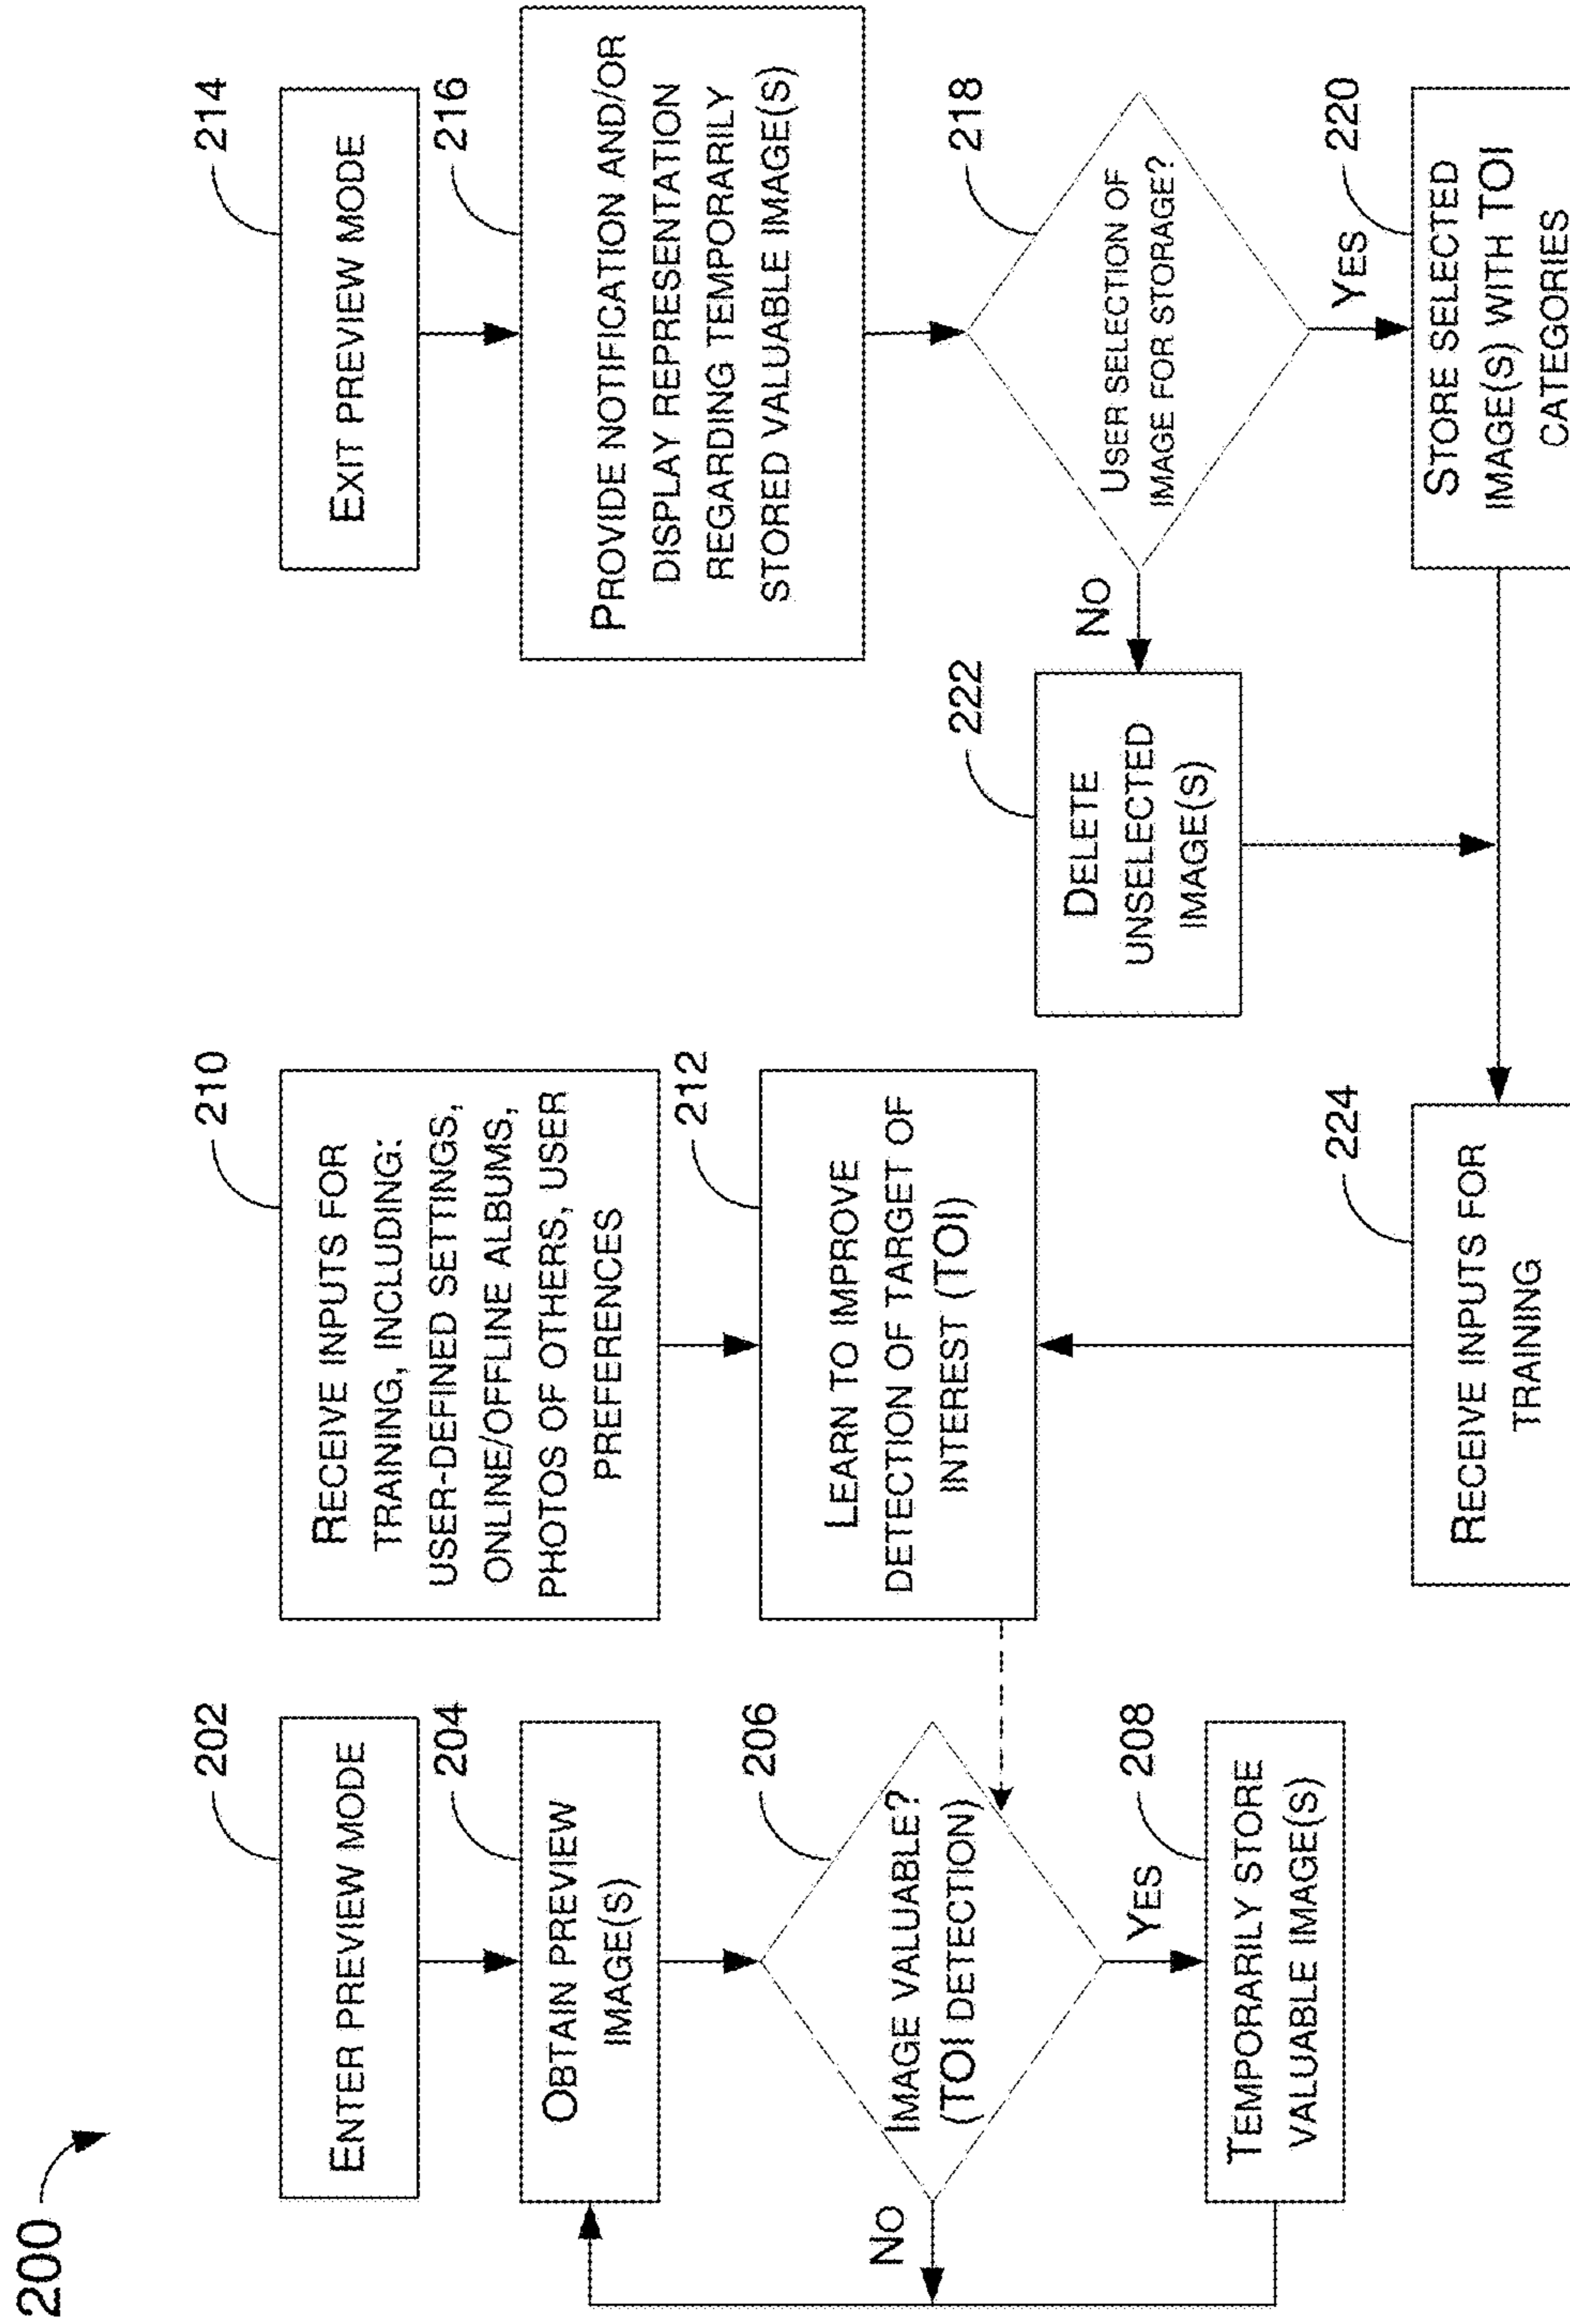 200
202
ENTER PREVIEW MODE
204
OBTAIN PREVIEW
IMAGE(S)
206
IMAGE VALUABLE?
(TOI DETECTION)
NO
YES
208
TEMPORARILY STORE
VALUABLE IMAGE(S)
210
RECEIVE INPUTS FOR
TRAINING, INCLUDING:
USER-DEFINED SETTINGS,
ONLINE/OFFLINE ALBUMS,
PHOTOS OF OTHERS, USER
PREFERENCES
212
LEARN TO IMPROVE
DETECTION OF TARGET OF
INTEREST (TOI)
224
RECEIVE INPUTS FOR
TRAINING
214
EXIT PREVIEW MODE
216
PROVIDE NOTIFICATION AND/OR
DISPLAY REPRESENTATION
REGARDING TEMPORARILY
STORED VALUABLE IMAGE(S)
218
USER SELECTION OF
IMAGE FOR STORAGE?
NO
YES
222
DELETE
UNSELECTED
IMAGE(S)
220
STORE SELECTED
IMAGE(S) WITH TOI
CATEGORIES